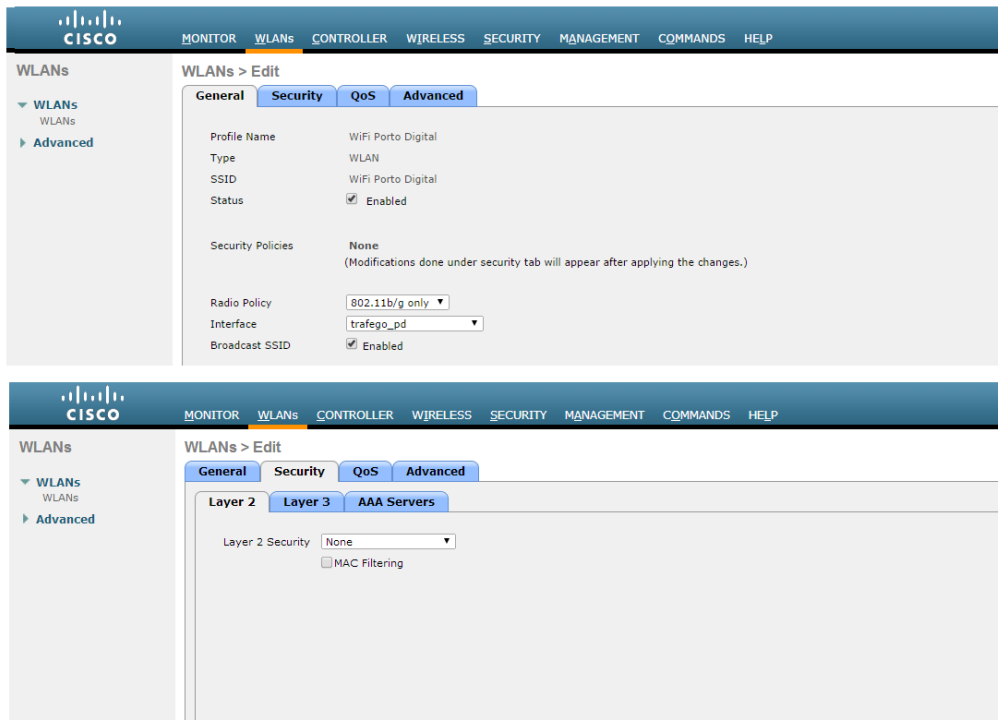 CISCO
MONITOR WLANs CONTROLLER WIRELESS SECURITY MANAGEMENT COMMANDS HELP
WLANs
WLANs
WLANs
Advanced
WLANs > Edit
General Security QoS Advanced
Profile Name WiFi Porto Digital
Type WLAN
SSID WiFi Porto Digital
Status Enabled
Security Policies None
(Modifications done under security tab will appear after applying the changes.)
Radio Policy 802.11b/g only
Interface trafego_pd
Broadcast SSID Enabled
CISCO
MONITOR WLANs CONTROLLER WIRELESS SECURITY MANAGEMENT COMMANDS HELP
WLANs
WLANs
WLANs
Advanced
WLANs > Edit
General Security QoS Advanced
Layer 2 Layer 3 AAA Servers
Layer 2 Security None
MAC Filtering